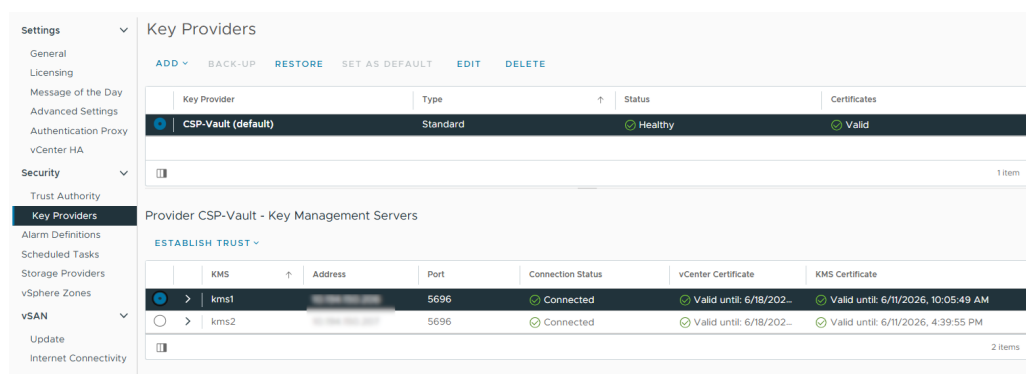 Settings
General
Licensing
Message of the Day
Advanced Settings
Authentication Proxy
vCenter HA
Security
Trust Authority
Key Providers
Alarm Definitions
Scheduled Tasks
Storage Providers
vSphere Zones
vSAN
Update
Internet Connectivity
Key Providers
ADD BACK-UP RESTORE SET AS DEFAULT EDIT DELETE
Key Provider Type Status Certificates
CSP-Vault (default) Standard Healthy Valid
1 item
Provider CSP-Vault - Key Management Servers
ESTABLISH TRUST
KMS Address Port Connection Status vCenter Certificate KMS Certificate
kms1 5696 Connected Valid until: 6/18/202... Valid until: 6/11/2026, 10:05:49 AM
kms2 5696 Connected Valid until: 6/18/202... Valid until: 6/11/2026, 4:39:55 PM
2 items